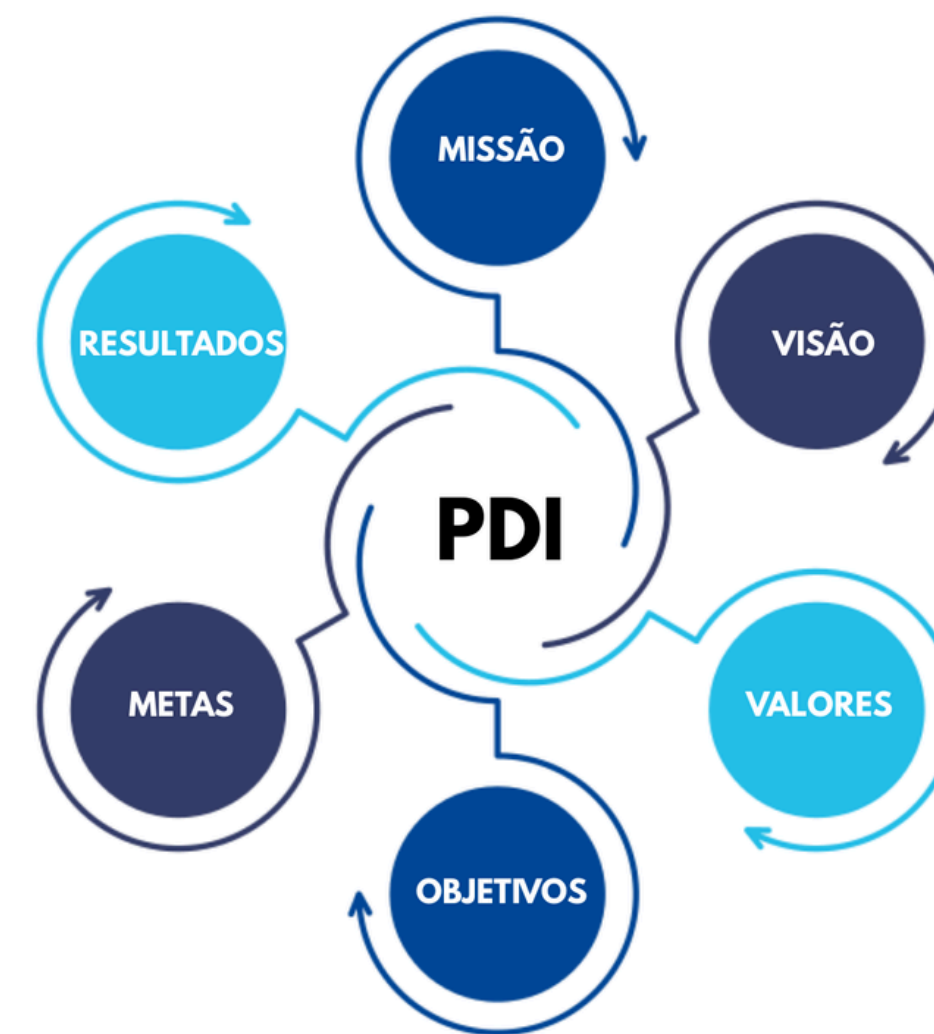 MISSÃO
RESULTADOS
VISÃO
PDI
METAS
VALORES
OBJETIVOS